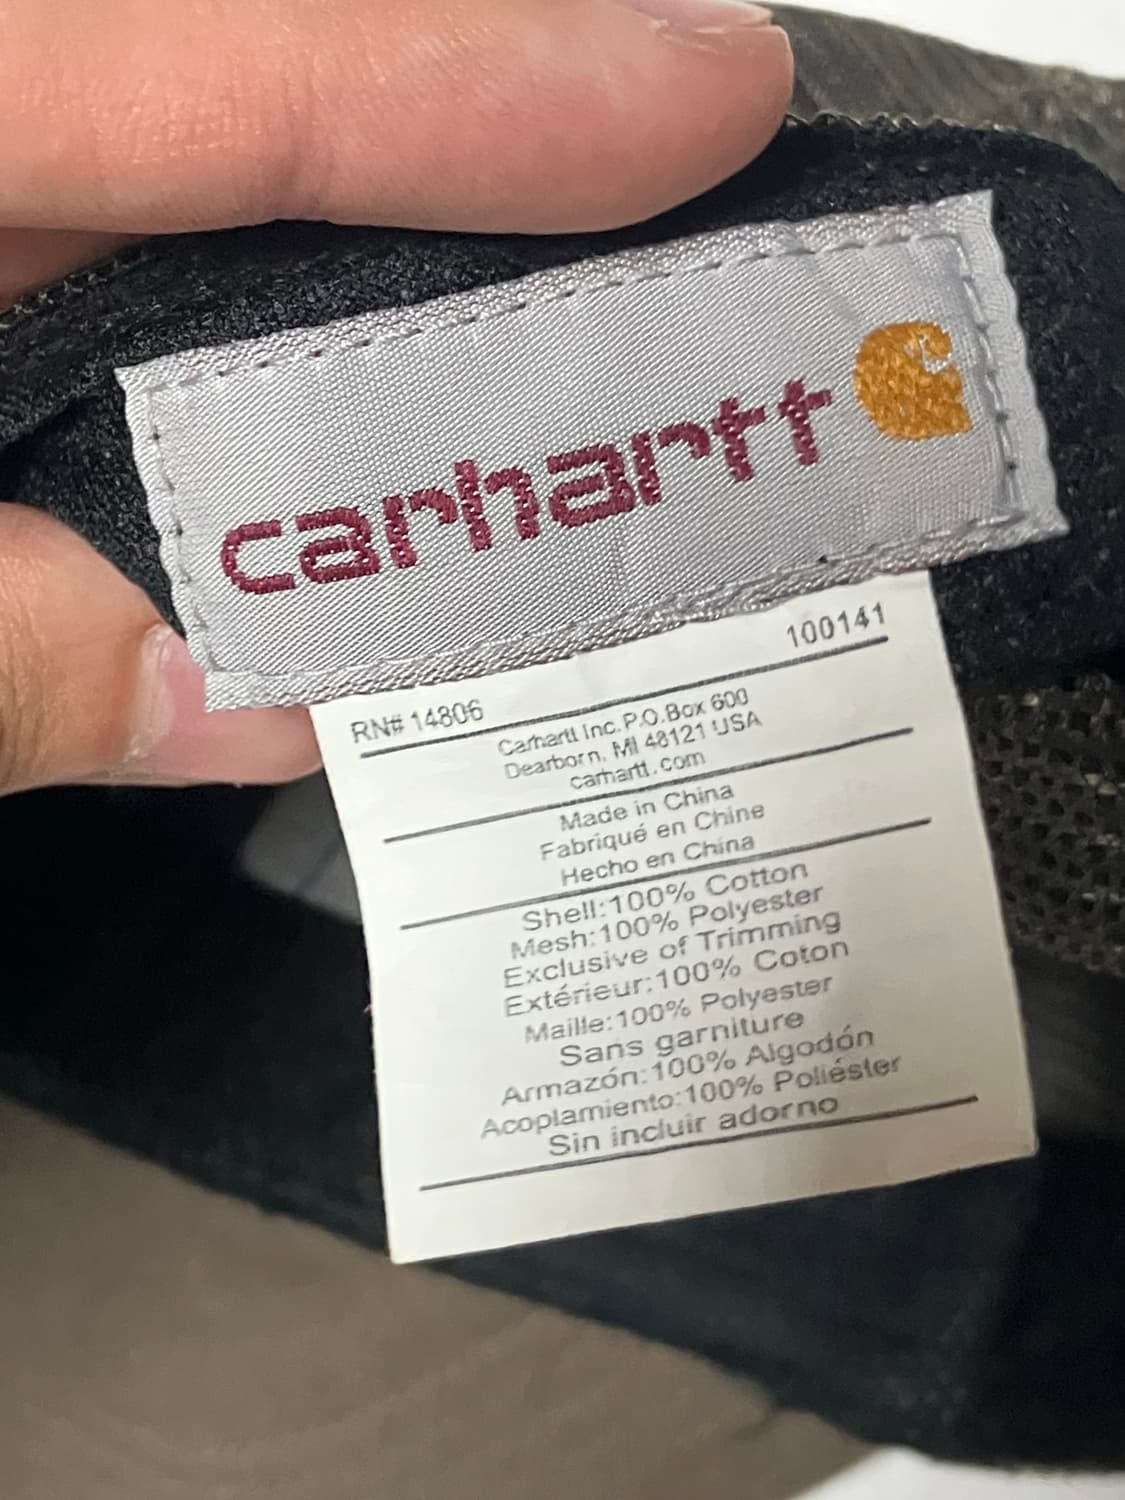 carhartt
RN# 14806
100141
Carhartt Inc. P.O.Box 600
Dearborn, MI 48121 USA
carhartt.com
Made in China
Fabriqué en Chine
Hecho en China
Shell:100% Cotton
Mesh:100% Polyester
Exclusive of Trimming
Extérieur:100% Coton
Maille:100% Polyester
Sans garniture
Armazón:100% Algodón
Acoplamiento:100% Poliéster
Sin incluir adorno